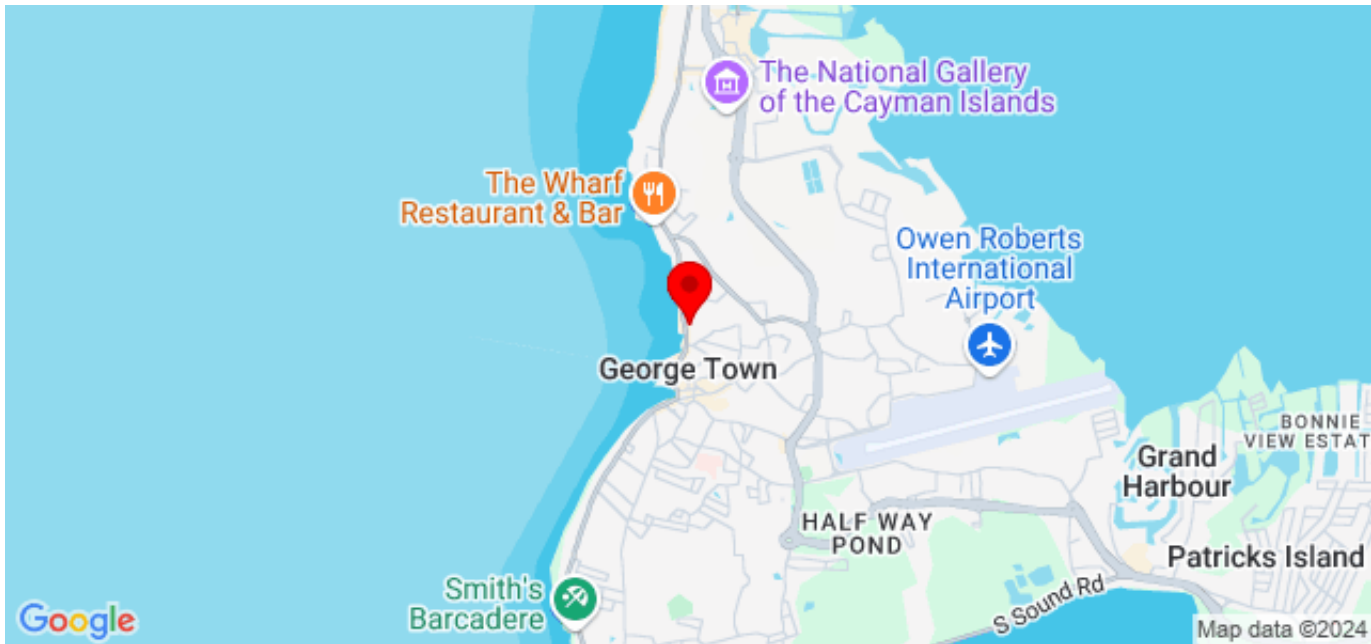 The National Gallery
of the Cayman Islands
The Wharf
Restaurant & Bar
Owen Roberts
International
Airport
George Town
BONNIE
VIEW ESTAT
Grand
Harbour
HALF WAY
POND
Patricks Island
Smith's
Barcadere
S Sound Rd
Google
Map data ©2024